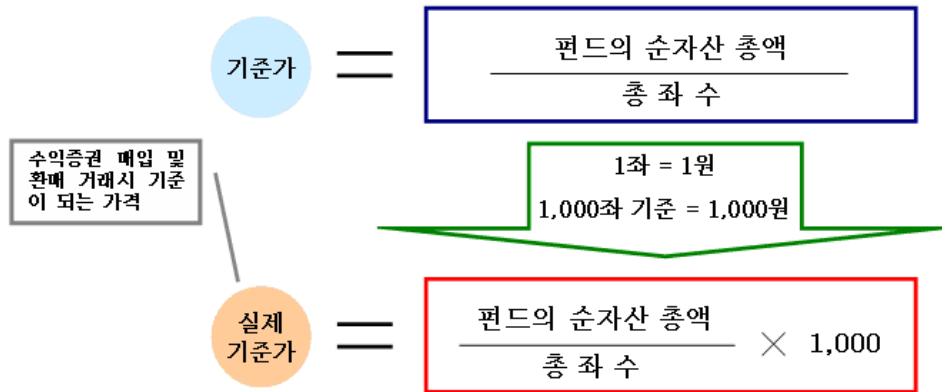 기준가
펀드의 순자산 총액
총 좌 수
수익증권 매입 및
환매 거래시 기준
이 되는 가격
1좌 = 1원
1,000좌 기준 = 1,000원
실제
기준가
펀드의 순자산 총액
총 좌 수
× 1,000